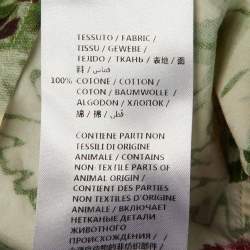 TESSUTO / FABRIC /
TISSU / GEWEBE /
TEJIDO / ТКАНЬ / 表地 / 面
料 / قماش /
100% COTONE / COTTON /
COTON / BAUMWOLLE /
ALGODON / ХЛОПОК /
綿 / 棉 / قطن /
CONTIENE PARTI NON
TESSILI DI ORIGINE
ANIMALE / CONTAINS
NON-TEXTILE PARTS OF
ANIMAL ORIGIN /
CONTIENT DES PARTIES
NON TEXTILES D'ORIGINE
ANIMALE / ВКЛЮЧАЕТ
НЕТКАНЫЕ ДЕТАЛИ
ЖИВОТНОГО
ПРОИСХОЖДЕНИЯ /